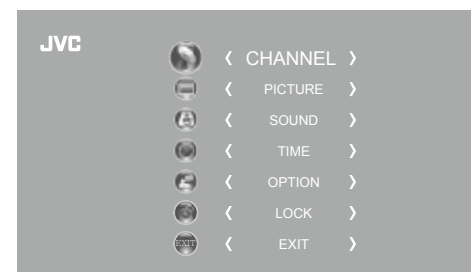 JVC
CHANNEL
PICTURE
SOUND
TIME
OPTION
LOCK
EXIT EXIT